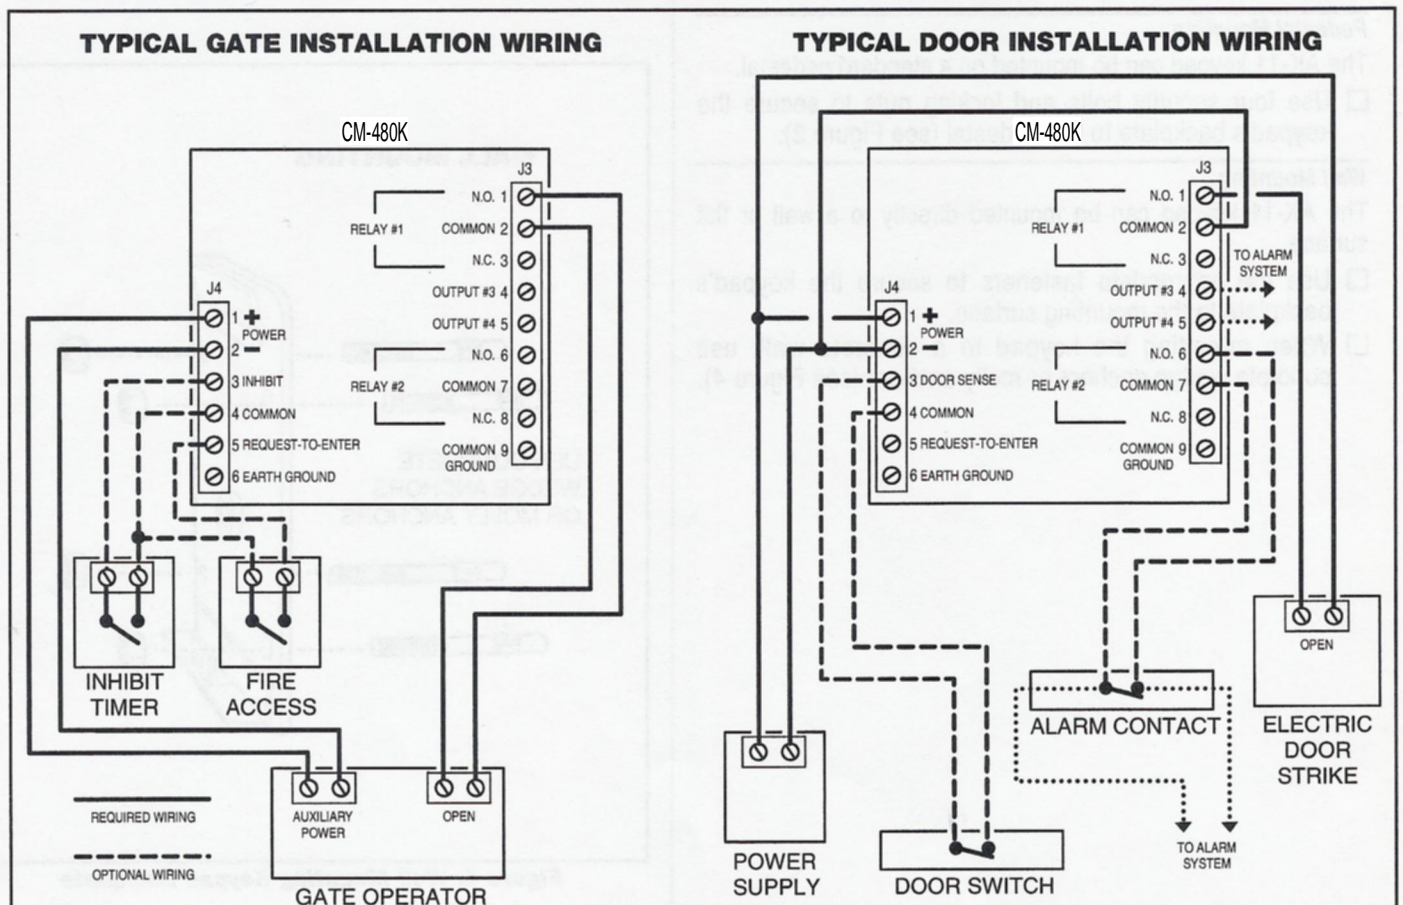 TYPICAL GATE INSTALLATION WIRING
CM-480K
J3
N.O. 1
RELAY #1
COMMON 2
N.C. 3
OUTPUT #3 4
OUTPUT #4 5
N.O. 6
RELAY #2
COMMON 7
N.C. 8
COMMON 9
GROUND
J4
1 +
POWER
2 –
3 INHIBIT
4 COMMON
5 REQUEST-TO-ENTER
6 EARTH GROUND
INHIBIT
TIMER
FIRE
ACCESS
REQUIRED WIRING
OPTIONAL WIRING
AUXILIARY
POWER
OPEN
GATE OPERATOR
TYPICAL DOOR INSTALLATION WIRING
CM-480K
J3
N.O. 1
RELAY #1
COMMON 2
N.C. 3
TO ALARM
SYSTEM
OUTPUT #3 4
OUTPUT #4 5
N.O. 6
RELAY #2
COMMON 7
N.C. 8
COMMON 9
GROUND
J4
1 +
POWER
2 –
3 DOOR SENSE
4 COMMON
5 REQUEST-TO-ENTER
6 EARTH GROUND
OPEN
ELECTRIC
DOOR
STRIKE
ALARM CONTACT
TO ALARM
SYSTEM
POWER
SUPPLY
DOOR SWITCH